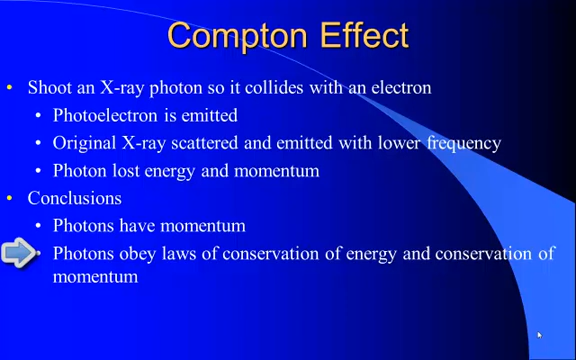 Compton Effect
• Shoot an X-ray photon so it collides with an electron
• Photoelectron is emitted
• Original X-ray scattered and emitted with lower frequency
• Photon lost energy and momentum
• Conclusions
• Photons have momentum
• Photons obey laws of conservation of energy and conservation of
momentum